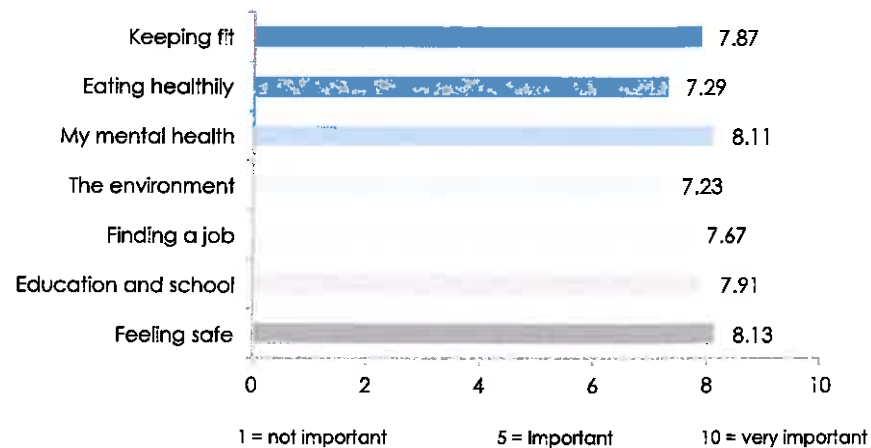 Keeping fit 7.87
Eating healthily 7.29
My mental health 8.11
The environment 7.23
Finding a job 7.67
Education and school 7.91
Feeling safe 8.13
0 2 4 6 8 10
1 = not important 5 = Important 10 = very important